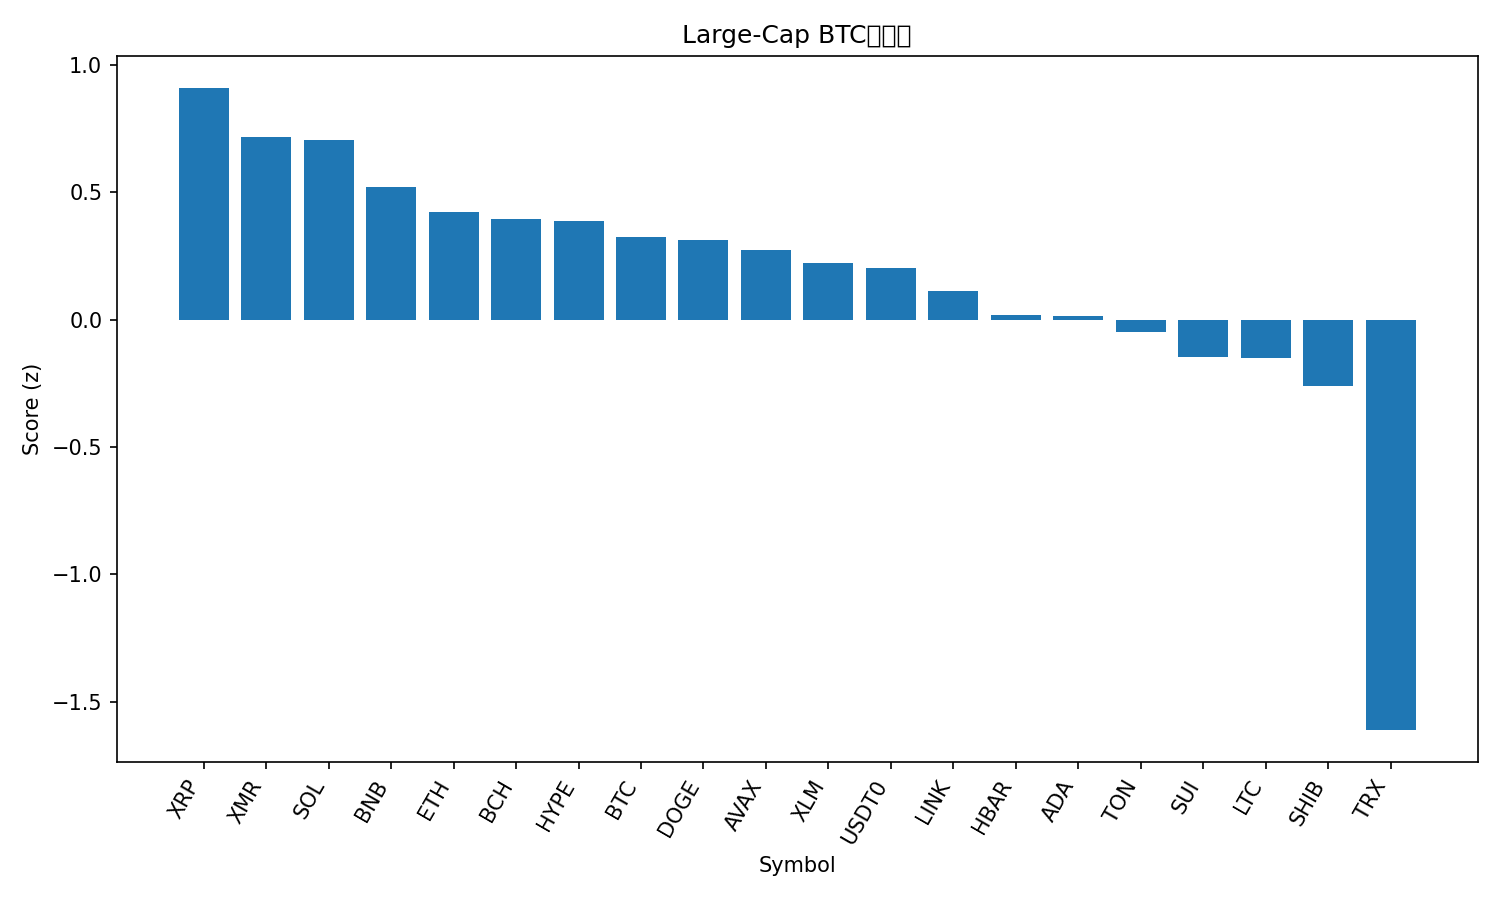 Large-Cap BTC
1.0
0.5
0.0
−0.5
−1.0
−1.5
Score (z)
XRP
XMR
SOL
BNB
ETH
BCH
HYPE
BTC
DOGE
AVAX
XLM
USDT0
LINK
HBAR
ADA
TON
SUI
LTC
SHIB
TRX
Symbol